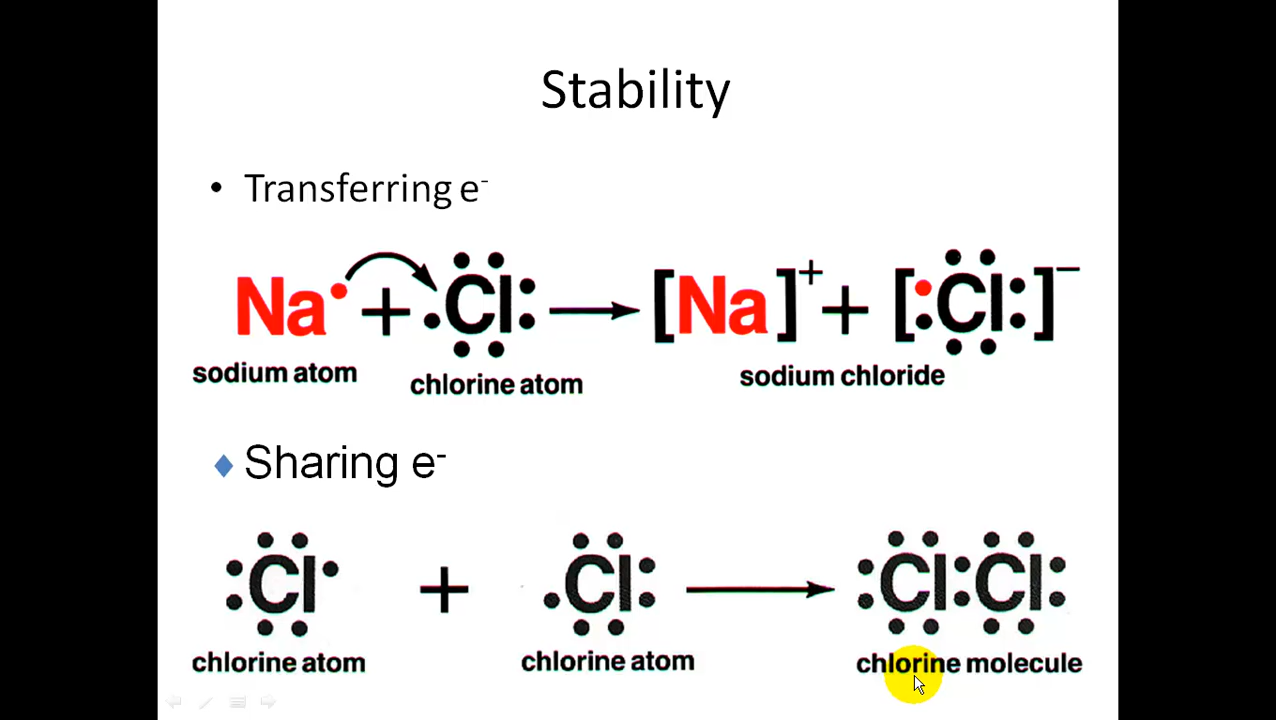 Stability
• Transferring e⁻
Na• + :Cl: → [Na]⁺ + [:Cl:]⁻
sodium atom chlorine atom sodium chloride
♦ Sharing e⁻
:Cl• + •Cl: → :Cl:Cl:
chlorine atom chlorine atom chlorine molecule